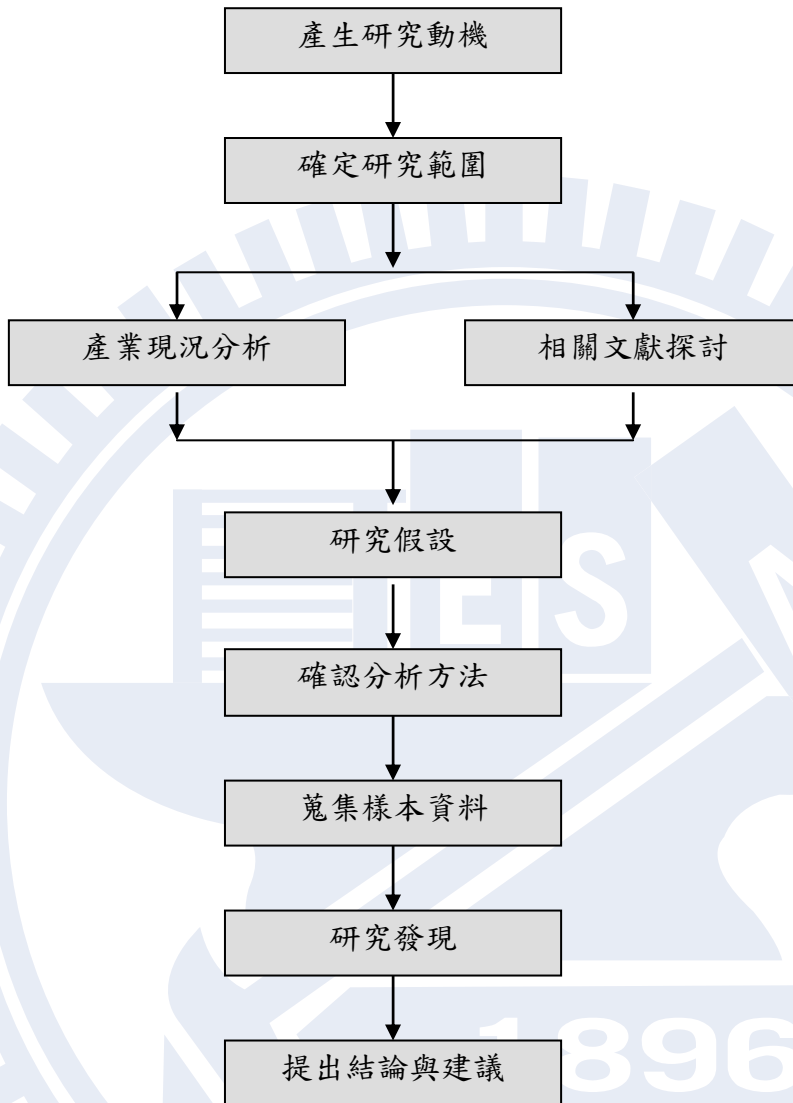 產生研究動機
確定研究範圍
產業現況分析
相關文獻探討
研究假設
ES
確認分析方法
蒐集樣本資料
研究發現
1896
提出結論與建議